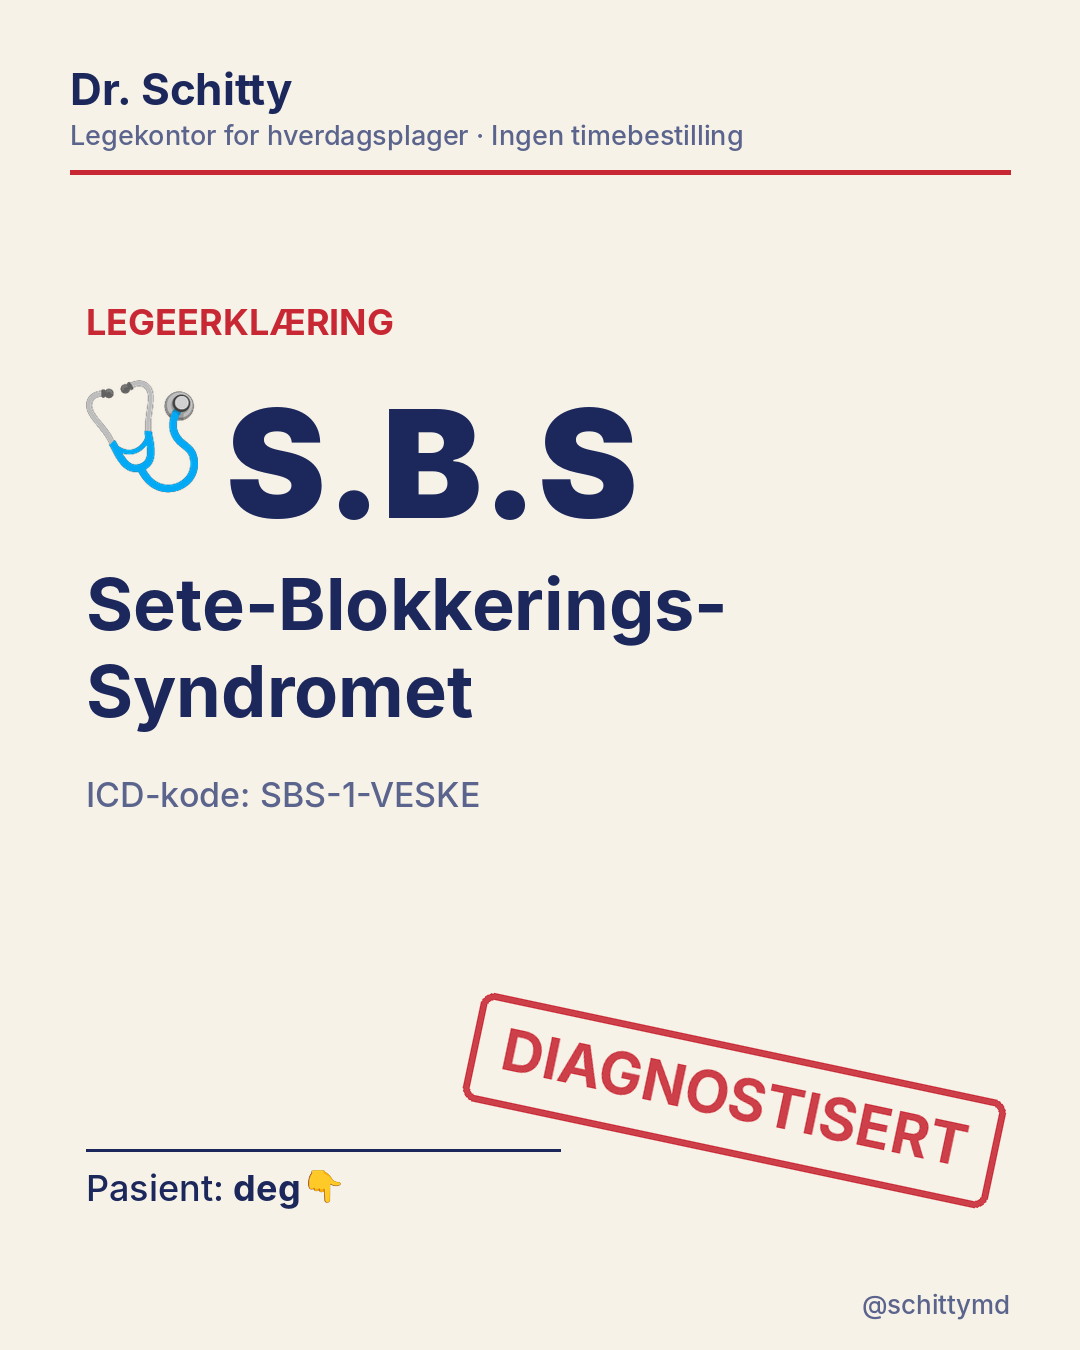 Dr. Schitty
Legekontor for hverdagsplager · Ingen timebestilling
LEGEERKLÆRING
S.B.S
Sete-Blokkerings-
Syndromet
ICD-kode: SBS-1-VESKE
DIAGNOSTISERT
Pasient: deg👇
@schittymd